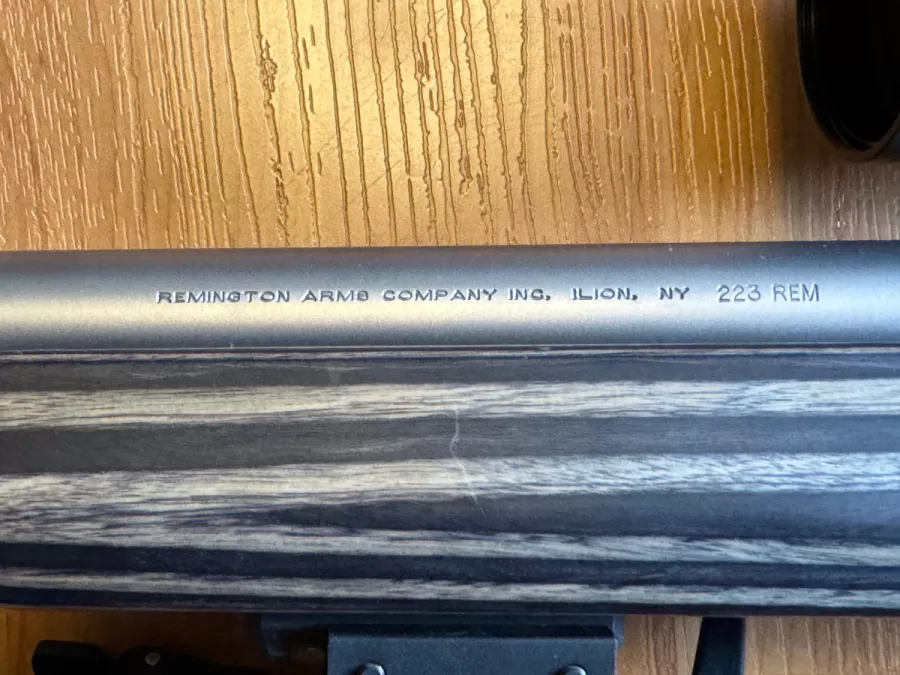 REMINGTON ARMS COMPANY INC, ILION, NY 223 REM